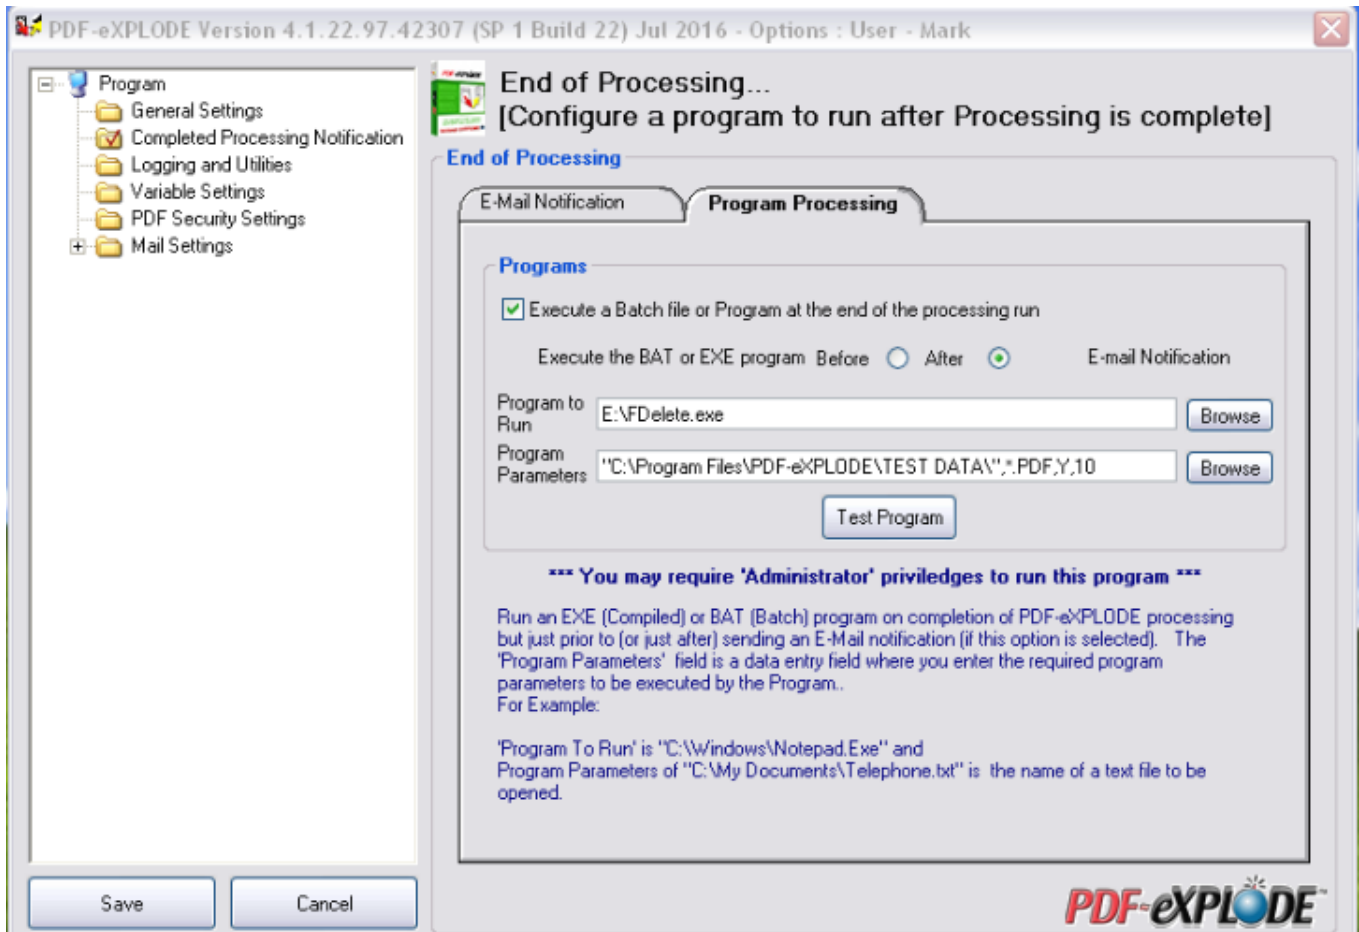 PDF-eXPLODE Version 4.1.22.97.42307 (SP 1 Build 22) Jul 2016 - Options : User - Mark
Program
General Settings
Completed Processing Notification
Logging and Utilities
Variable Settings
PDF Security Settings
Mail Settings
Save
Cancel
End of Processing...
[Configure a program to run after Processing is complete]
End of Processing
E-Mail Notification
Program Processing
Programs
Execute a Batch file or Program at the end of the processing run
Execute the BAT or EXE program Before After E-mail Notification
Program to
Run
E:\FDelete.exe
Browse
Program
Parameters
"C:\Program Files\PDF-eXPLODE\TEST DATA\",*.PDF,Y,10
Browse
Test Program
*** You may require 'Administrator' priviledges to run this program ***
Run an EXE (Compiled) or BAT (Batch) program on completion of PDF-eXPLODE processing
but just prior to (or just after) sending an E-Mail notification (if this option is selected). The
'Program Parameters' field is a data entry field where you enter the required program
parameters to be executed by the Program..
For Example:
'Program To Run' is "C:\Windows\Notepad.Exe" and
Program Parameters of "C:\My Documents\Telephone.txt" is the name of a text file to be
opened.
PDF-eXPLODE